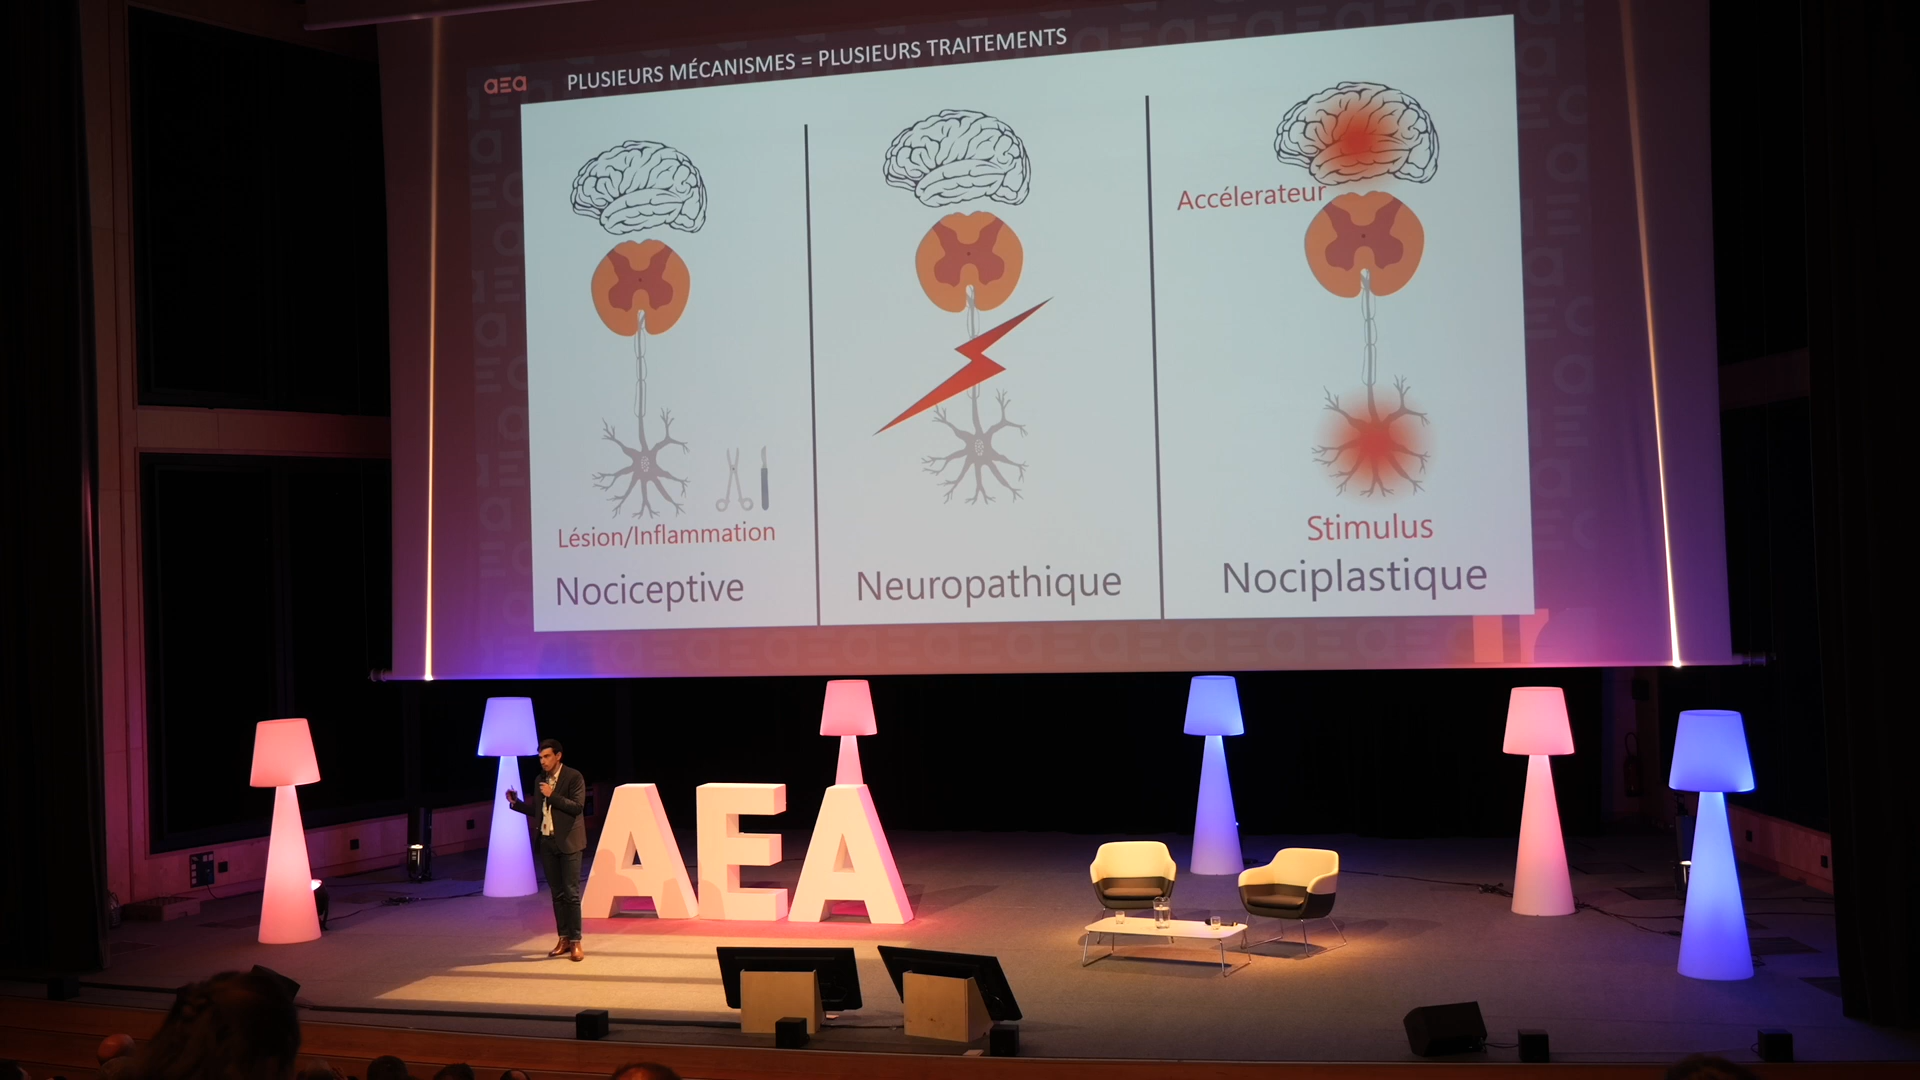 aea
PLUSIEURS MÉCANISMES = PLUSIEURS TRAITEMENTS
Accélerateur
Lésion/Inflammation
Nociceptive
Neuropathique
Stimulus
Nociplastique
AEA